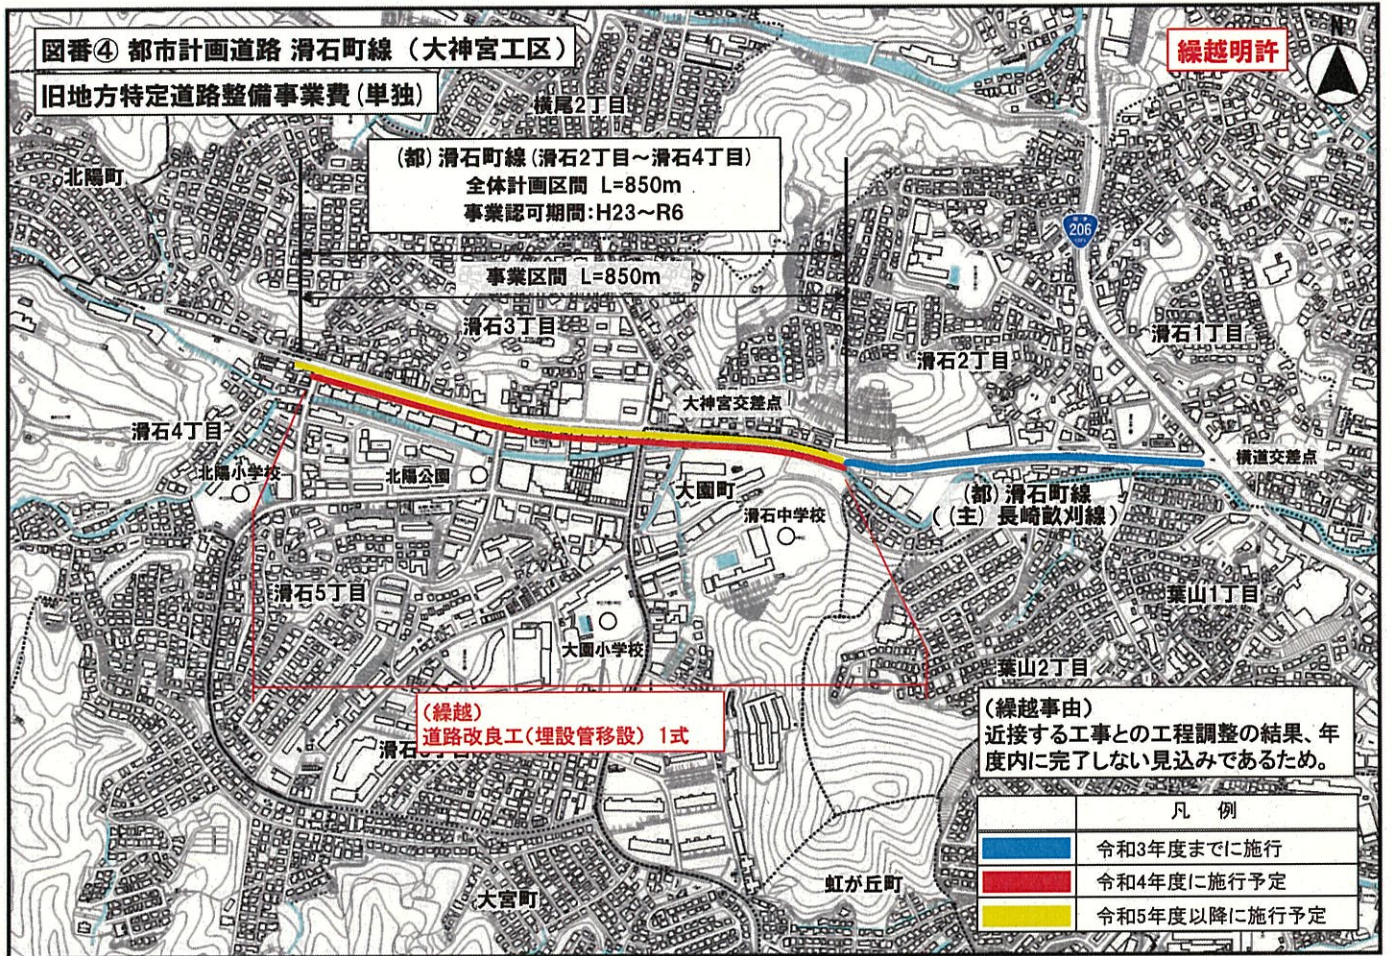 図番④ 都市計画道路 滑石町線 (大神宮工区)
旧地方特定道路整備事業費(単独)
繰越明許
N
横尾2丁目
(都)滑石町線(滑石2丁目~滑石4丁目)
全体計画区間 L=850m
事業認可期間:H23~R6
北陽町
206
事業区間 L=850m
滑石3丁目
滑石1丁目
滑石2丁目
大神宮交差点
滑石4丁目
横道交差点
北陽小学校
北陽公園
大園町
(都)滑石町線
((主)長崎畝刈線)
滑石中学校
滑石5丁目
葉山1丁目
大園小学校
葉山2丁目
(繰越)
道路改良工(埋設管移設) 1式
(繰越事由)
近接する工事との工程調整の結果、年
度内に完了しない見込みであるため。
凡 例
令和3年度までに施行
令和4年度に施行予定
令和5年度以降に施行予定
虹が丘町
大宮町